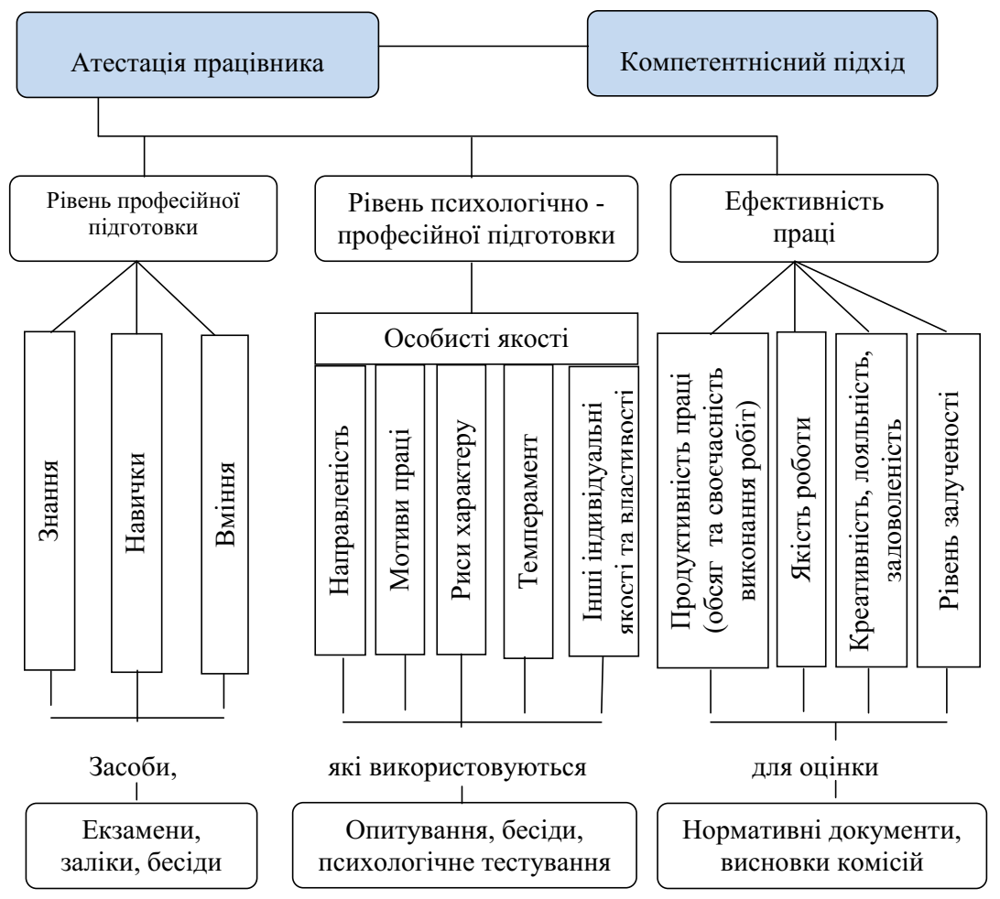 Атестація працівника
Компетентнісний підхід
Рівень професійної
підготовки
Рівень психологічно -
професійної підготовки
Ефективність
праці
Знання
Навички
Вміння
Особисті якості
Направленість
Мотиви праці
Риси характеру
Темперамент
Інші індивідуальні
якості та властивості
Продуктивність праці
(обсяг та своєчасність
виконання робіт)
Якість роботи
Креативність, лояльність,
задоволеність
Рівень залученості
Засоби,
які використовуються
для оцінки
Екзамени,
заліки, бесіди
Опитування, бесіди,
психологічне тестування
Нормативні документи,
висновки комісій